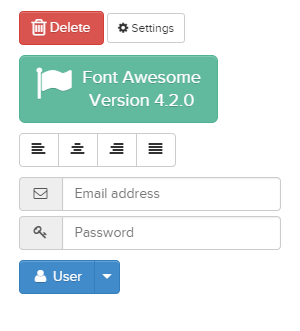 Delete Settings
Font Awesome
Version 4.2.0
Email address
Password
User